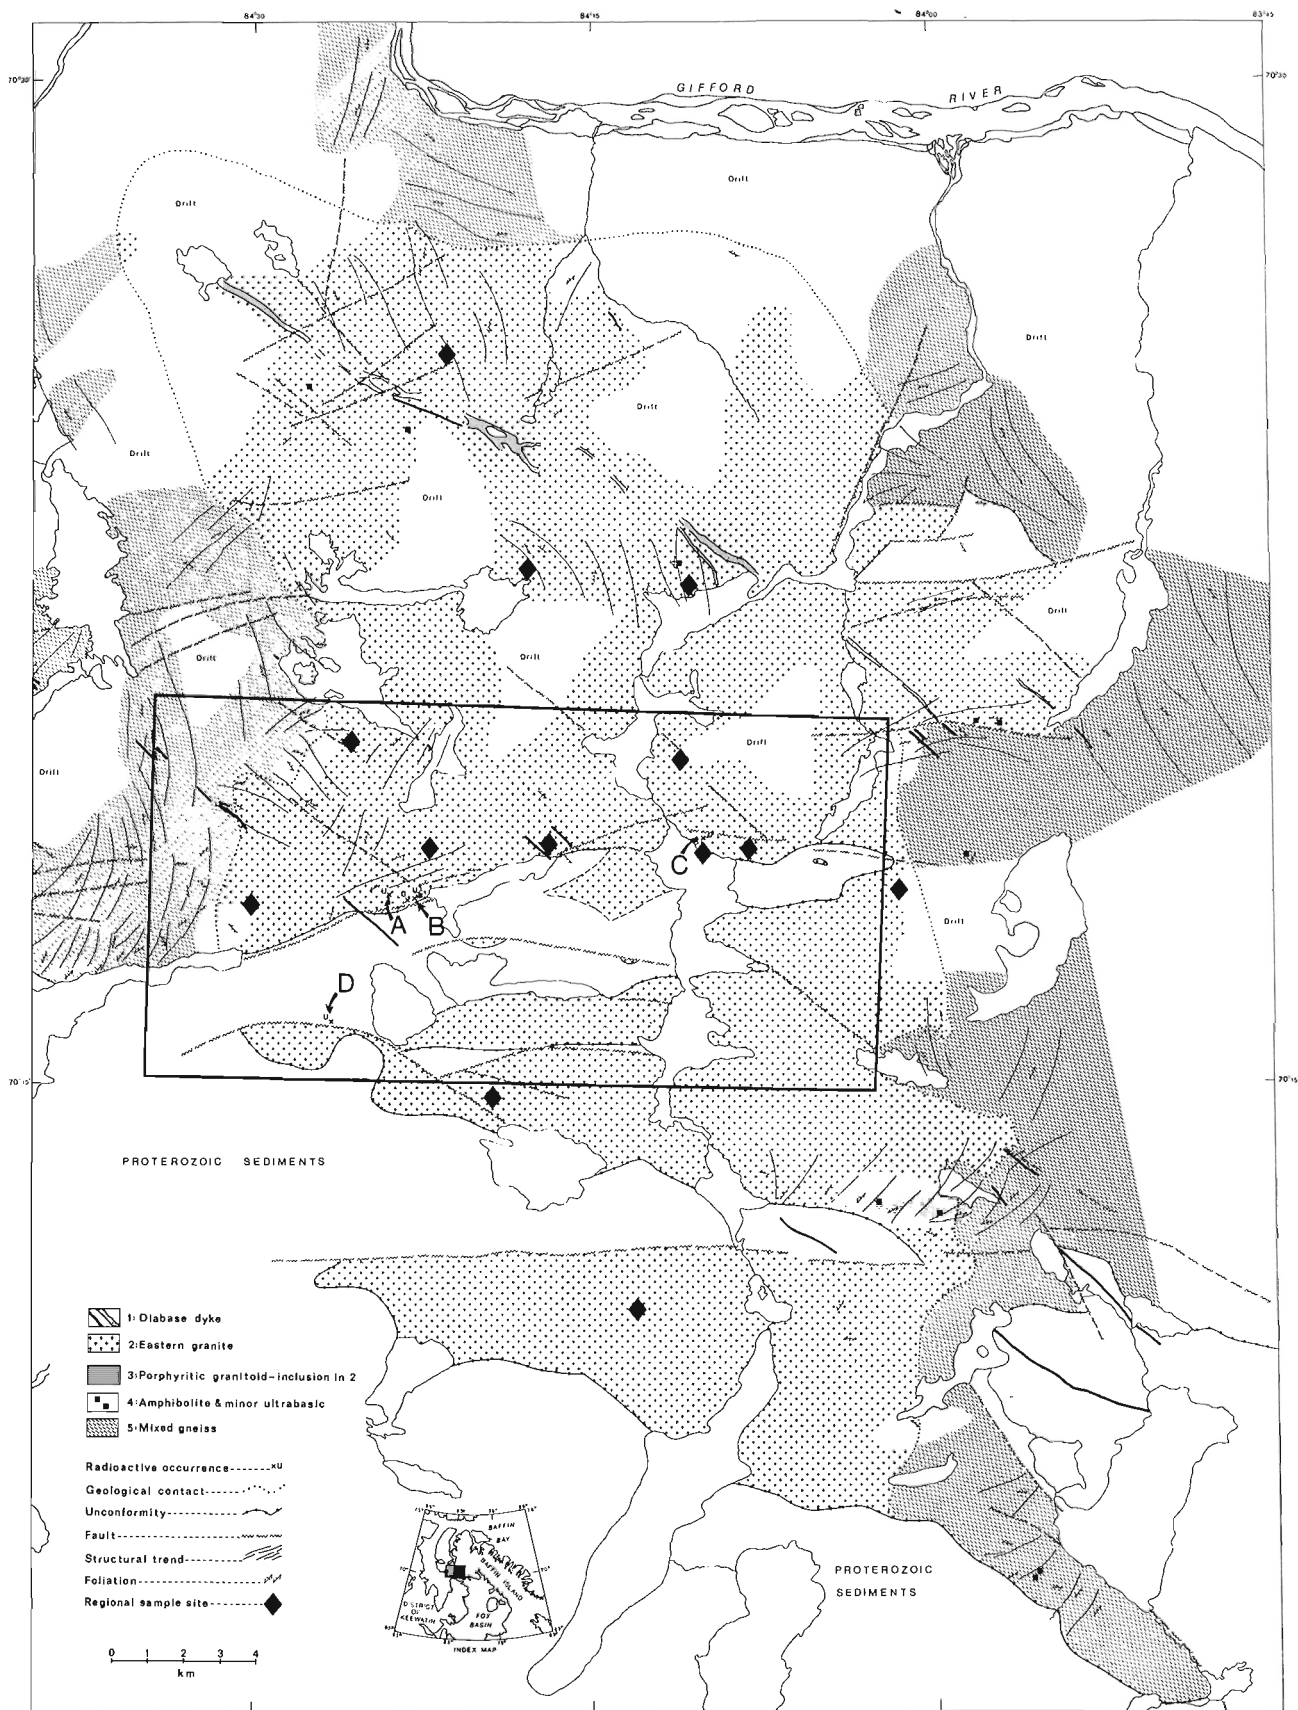 84°30
84°15
84°00
83°45
70°30'
70°30
GIFFORD RIVER
Drift
Drift
Drift
Drift
Drift
Drift
Drift
Drift
Drift
Drift
Drift
Drift
C
A
B
Drift
D
U
x
70°15'
70°15
PROTEROZOIC SEDIMENTS
1: Diabase dyke
2: Eastern granite
3: Porphyritic granitoid-inclusion in 2
4: Amphibolite & minor ultrabasic
5: Mixed gneiss
Radioactive occurrence xU
Geological contact
Unconformity
Fault
Structural trend
Foliation
Regional sample site
0 1 2 3 4
km
BAFFIN
BAY
BAFFIN ISLAND
DISTRICT
OF
KEEWATIN
FOX
BASIN
INDEX MAP
PROTEROZOIC
SEDIMENTS